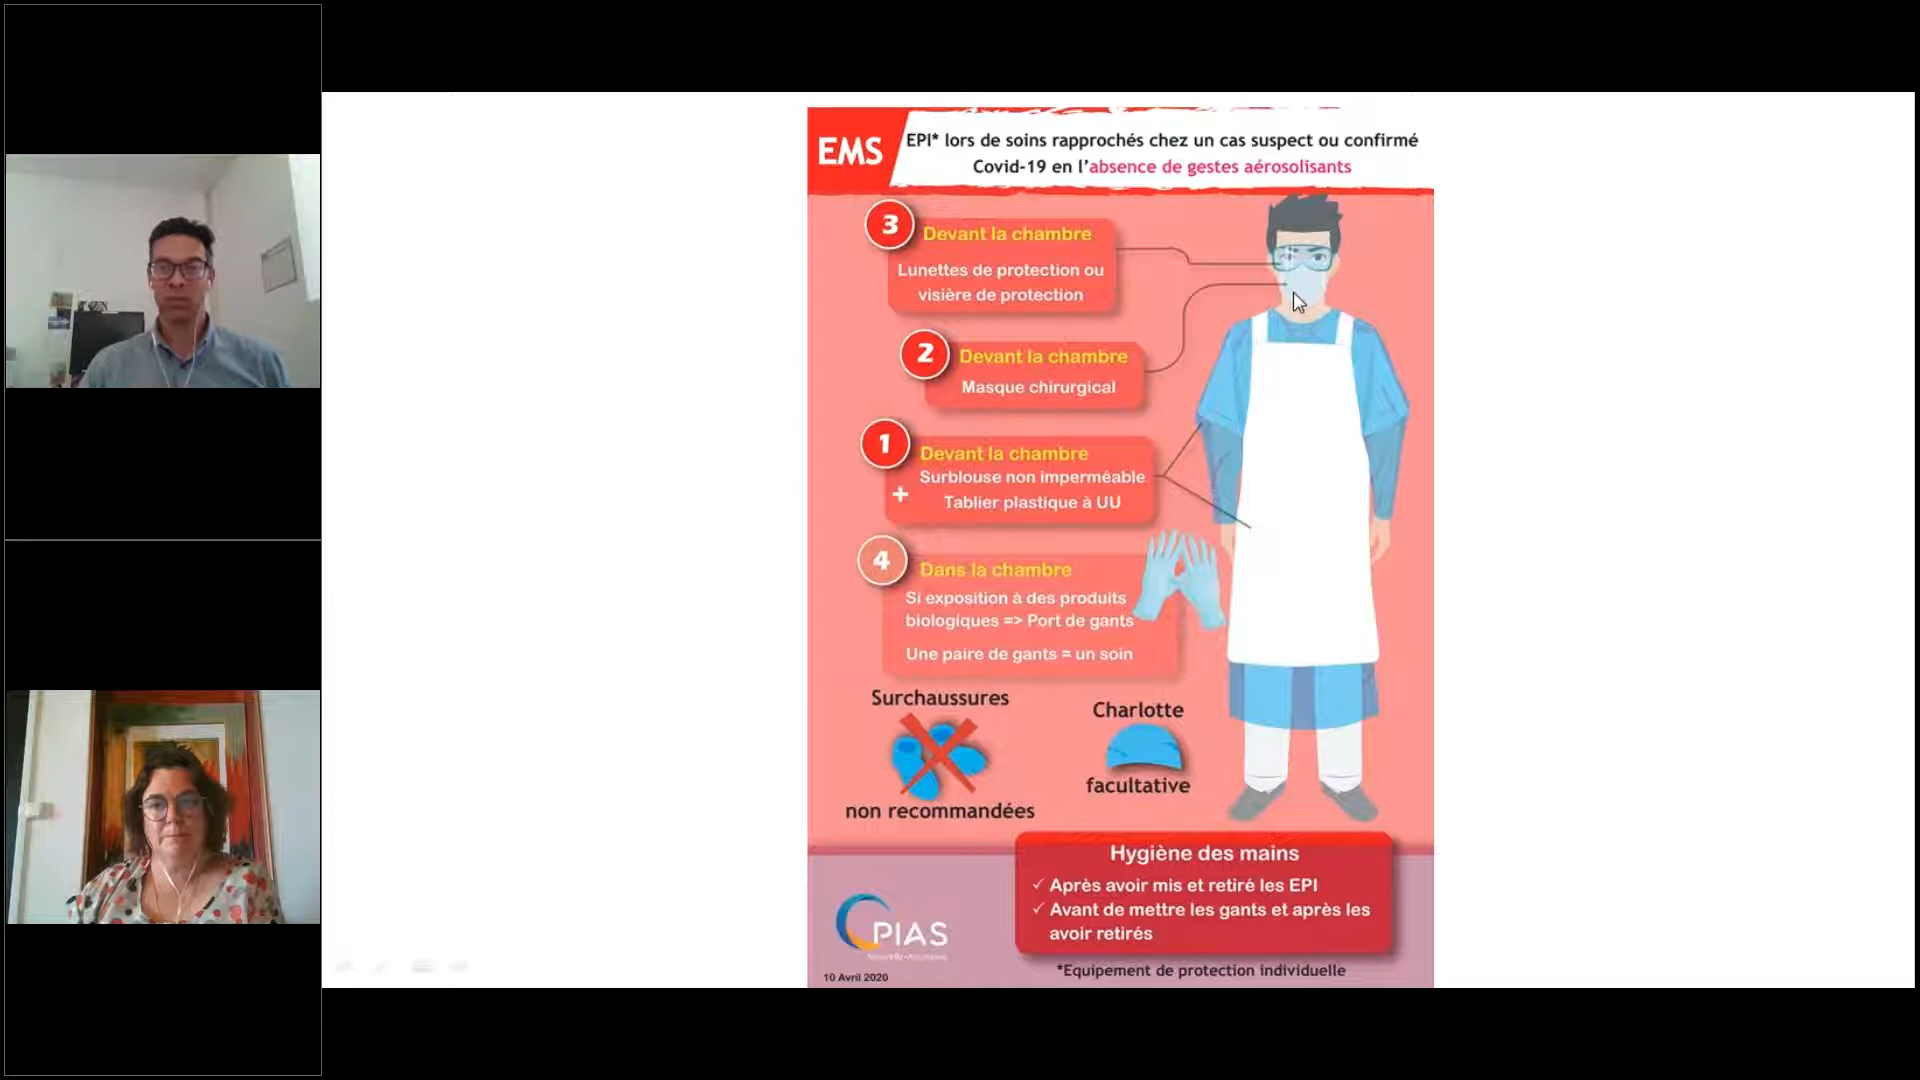 EMS
EPI* lors de soins rapprochés chez un cas suspect ou confirmé
Covid-19 en l'absence de gestes aérosolisants
3
Devant la chambre
Lunettes de protection ou
visière de protection
2
Devant la chambre
Masque chirurgical
1
Devant la chambre
Surblouse non imperméable
+
Tablier plastique à UU
4
Dans la chambre
Si exposition à des produits
biologiques => Port de gants
Une paire de gants = un soin
Surchaussures
non recommandées
Charlotte
facultative
Hygiène des mains
✓ Après avoir mis et retiré les EPI
✓ Avant de mettre les gants et après les
avoir retirés
CPIAS
Nouvelle-Aquitaine
10 Avril 2020
*Equipement de protection individuelle